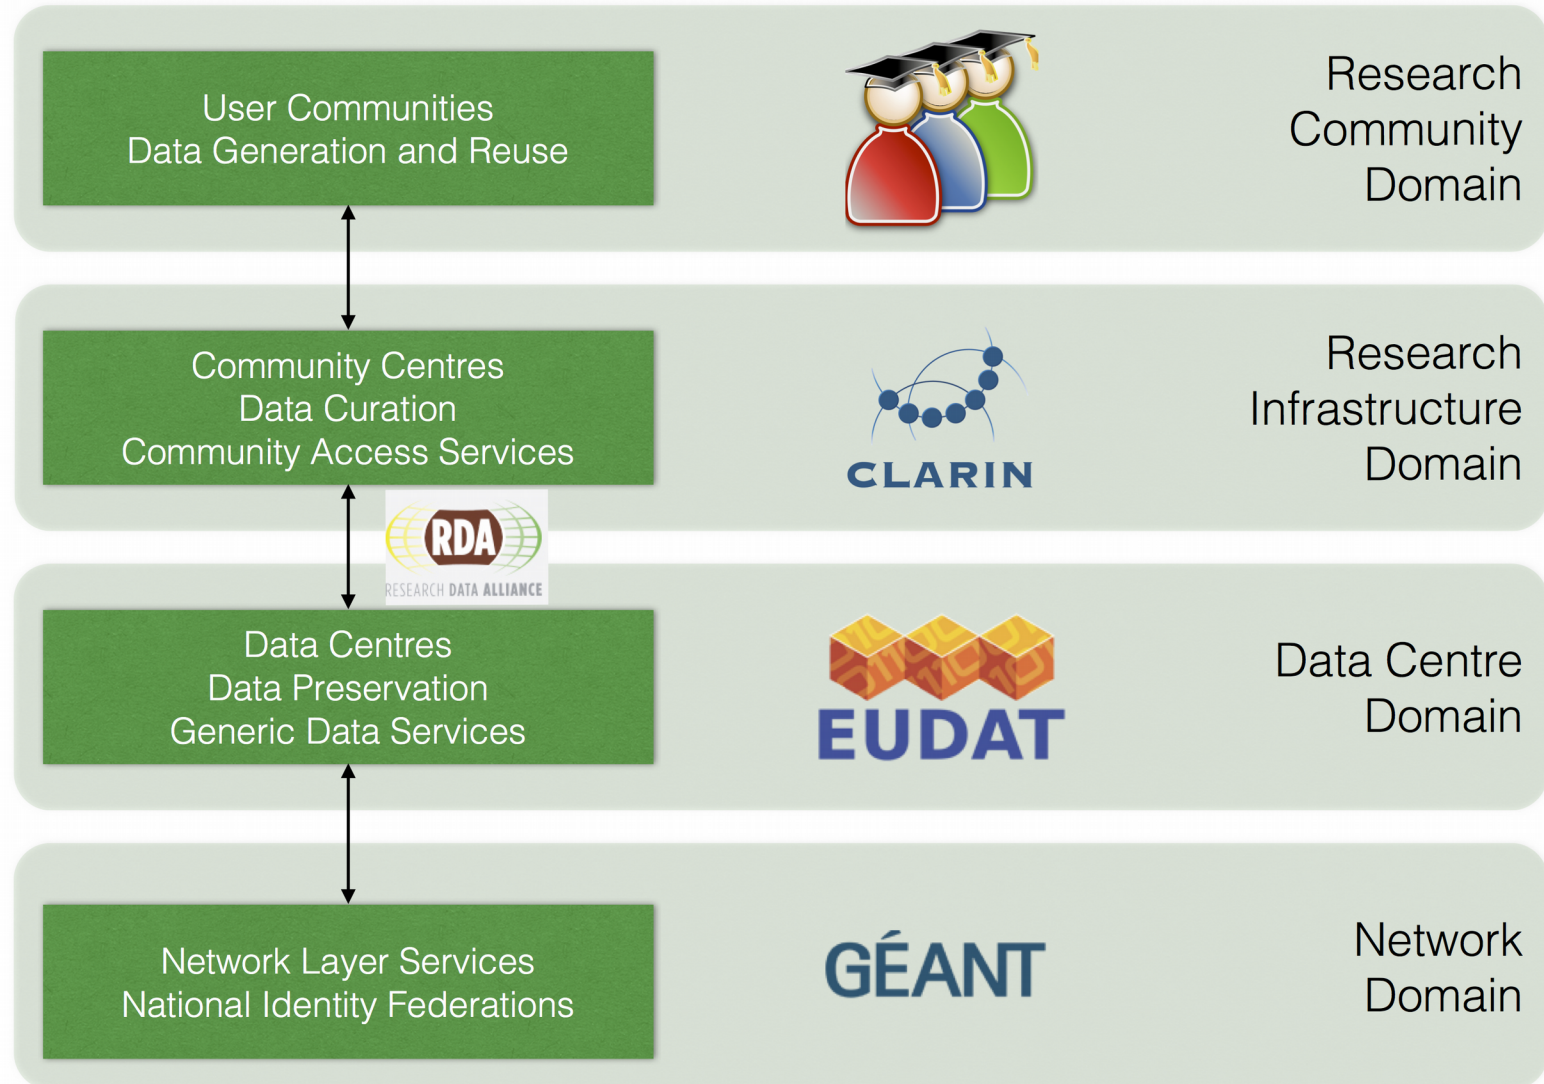 User Communities
Data Generation and Reuse
Research
Community
Domain
Community Centres
Data Curation
Community Access Services
CLARIN
Research
Infrastructure
Domain
RDA
RESEARCH DATA ALLIANCE
Data Centres
Data Preservation
Generic Data Services
EUDAT
Data Centre
Domain
Network Layer Services
National Identity Federations
GÉANT
Network
Domain